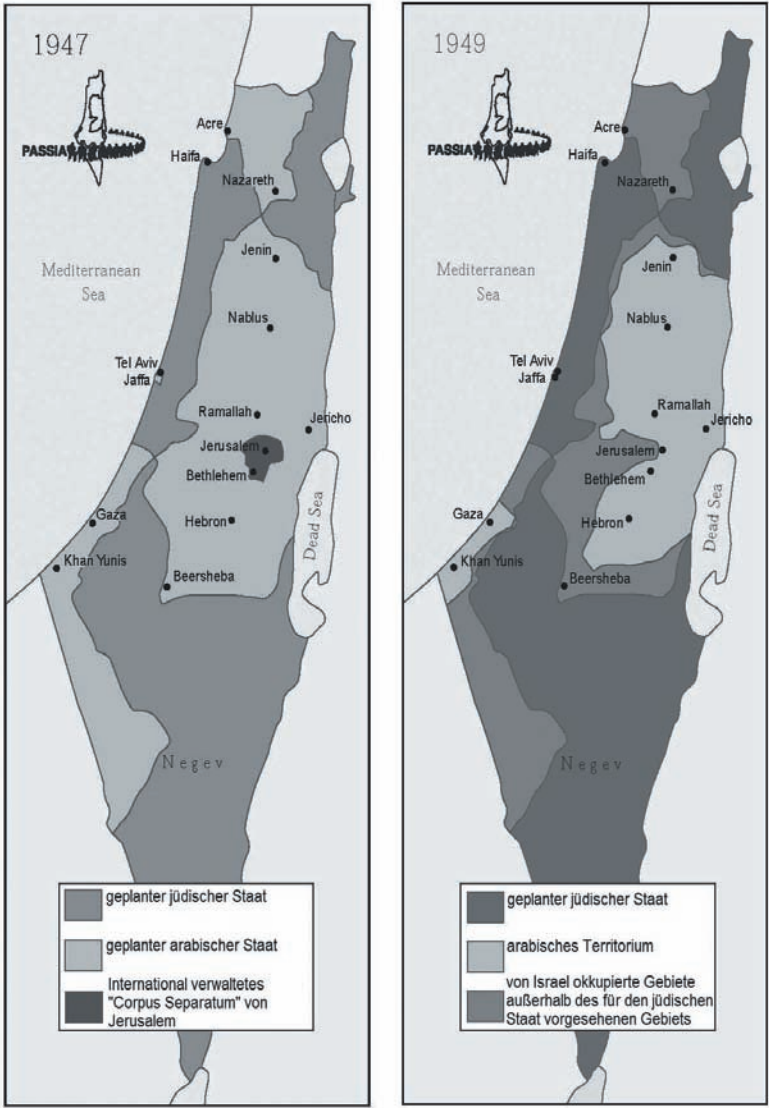 1947
PASSIA
Acre
Haifa
Nazareth
Mediterranean
Sea
Jenin
Nablus
Tel Aviv
Jaffa
Ramallah
Jericho
Jerusalem
Bethlehem
Gaza
Hebron
Dead Sea
Khan Yunis
Beersheba
Negev
geplanter jüdischer Staat
geplanter arabischer Staat
International verwaltetes
"Corpus Separatum" von
Jerusalem
1949
PASSIA
Acre
Haifa
Nazareth
Mediterranean
Sea
Jenin
Nablus
Tel Aviv
Jaffa
Ramallah
Jericho
Jerusalem
Bethlehem
Gaza
Hebron
Dead Sea
Khan Yunis
Beersheba
Negev
geplanter jüdischer Staat
arabisches Territorium
von Israel okkupierte Gebiete
außerhalb des für den jüdischen
Staat vorgesehenen Gebiets